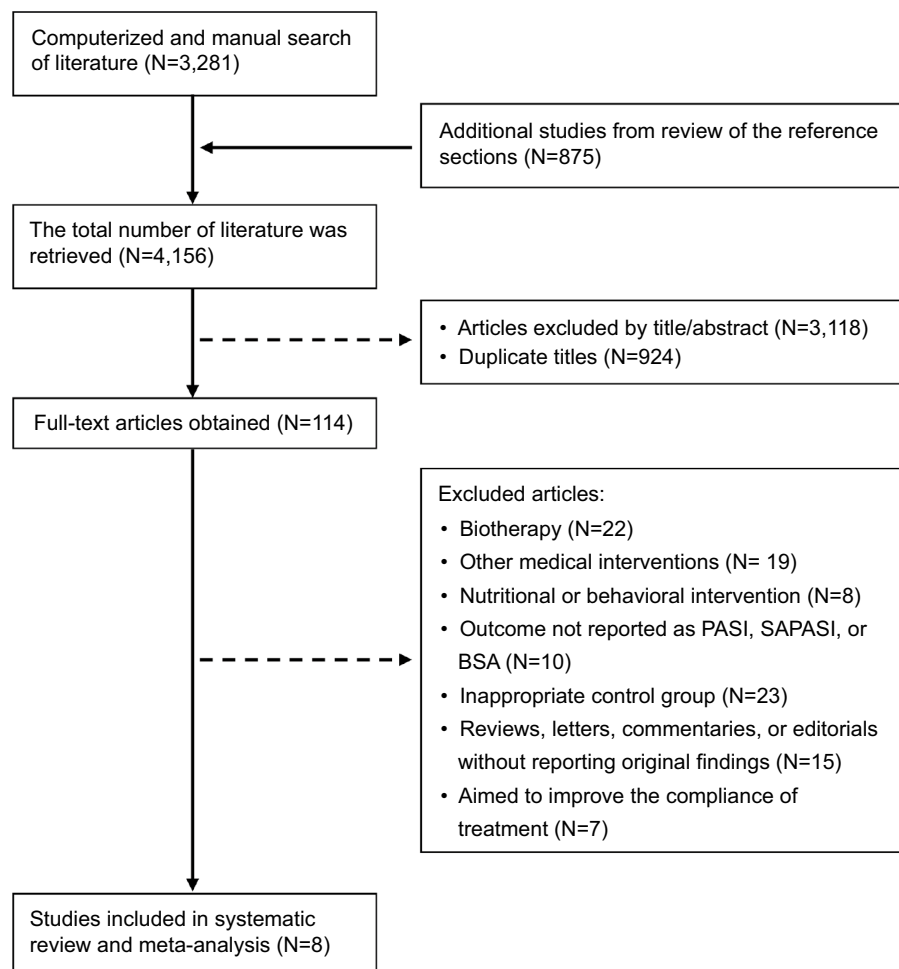 Computerized and manual search
of literature (N=3,281)
Additional studies from review of the reference
sections (N=875)
The total number of literature was
retrieved (N=4,156)
• Articles excluded by title/abstract (N=3,118)
• Duplicate titles (N=924)
Full-text articles obtained (N=114)
Excluded articles:
• Biotherapy (N=22)
• Other medical interventions (N= 19)
• Nutritional or behavioral intervention (N=8)
• Outcome not reported as PASI, SAPASI, or
BSA (N=10)
• Inappropriate control group (N=23)
• Reviews, letters, commentaries, or editorials
without reporting original findings (N=15)
• Aimed to improve the compliance of
treatment (N=7)
Studies included in systematic
review and meta-analysis (N=8)